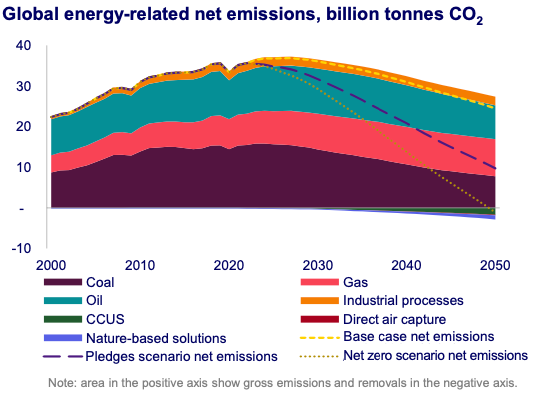 Global energy-related net emissions, billion tonnes CO₂
40
30
20
10
-
-10
2000 2010 2020 2030 2040 2050
Coal Gas
Oil Industrial processes
CCUS Direct air capture
Nature-based solutions Base case net emissions
Pledges scenario net emissions Net zero scenario net emissions
Note: area in the positive axis show gross emissions and removals in the negative axis.